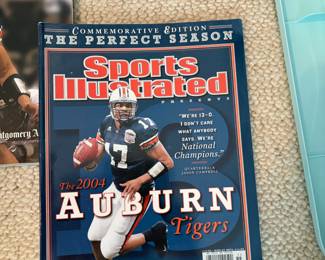 COMMEMORATIVE EDITION
THE PERFECT SEASON
Sports
Illustrated
PRESENTS
"WE'RE 13-0.
I DON'T CARE
WHAT ANYBODY
SAYS. WE'RE
National
Champions."
QUARTERBACK
JASON CAMPBELL
17
The 2004
AUBURN
Tigers